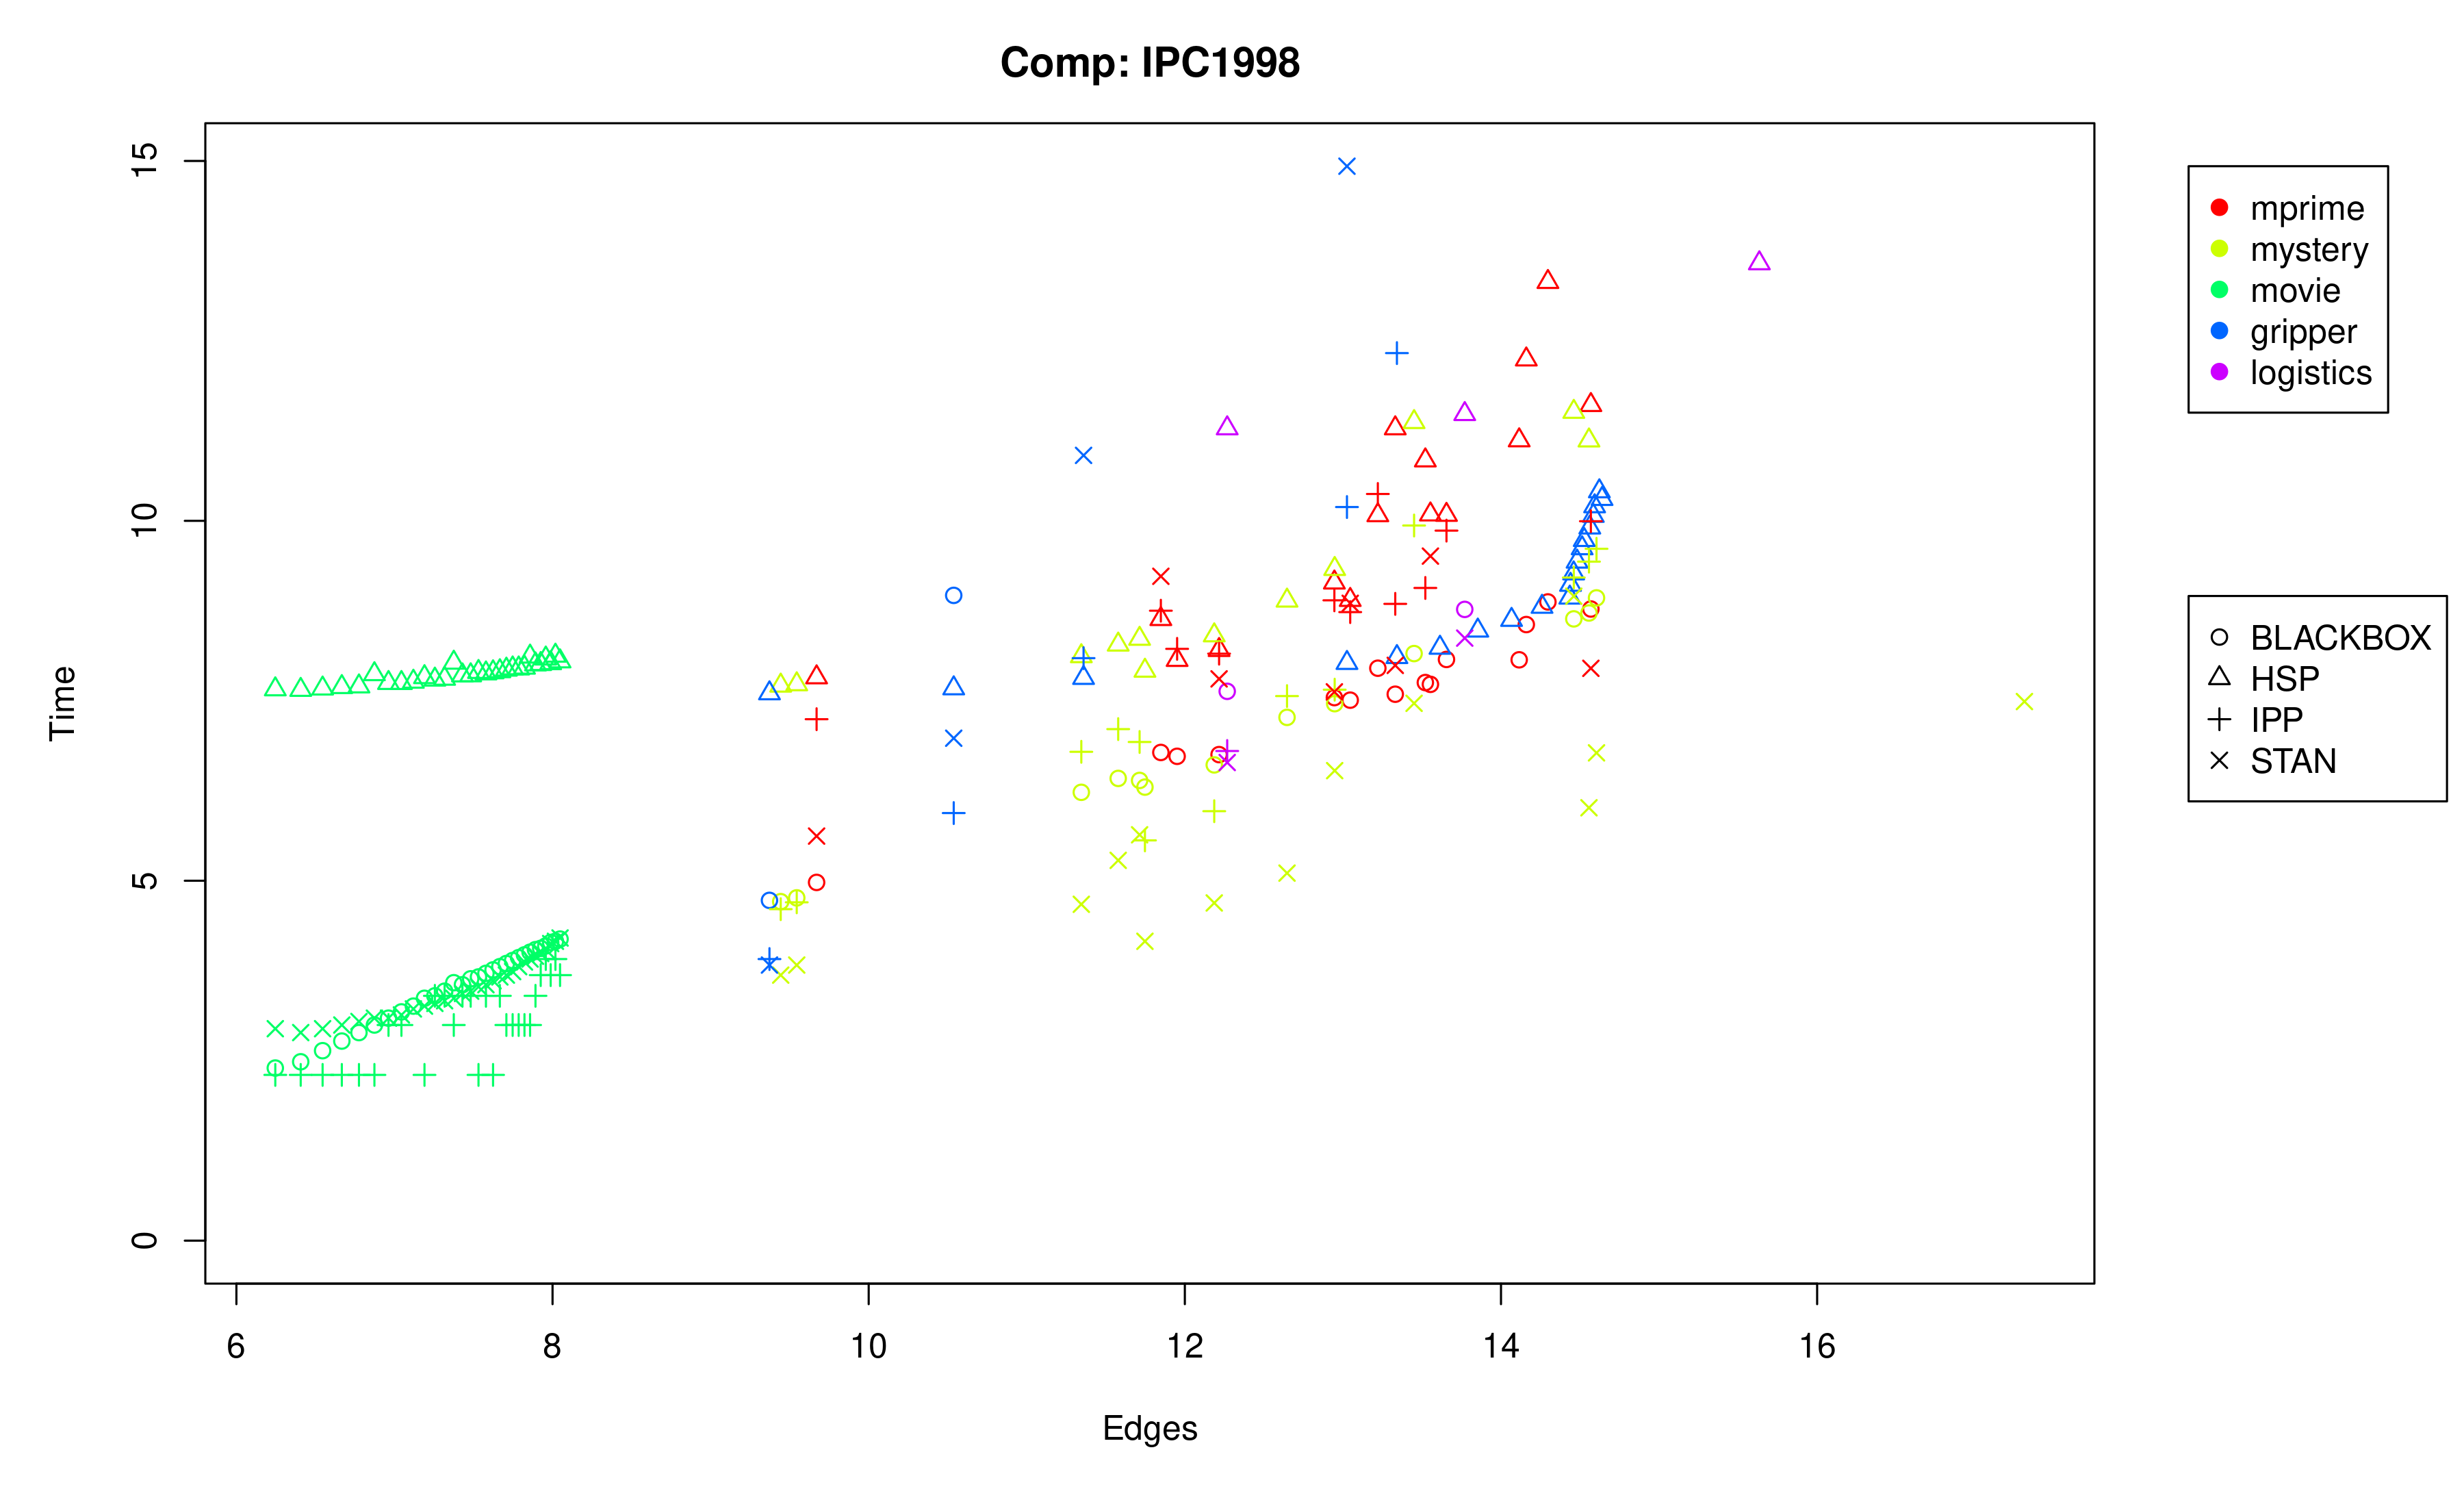 Comp: IPC1998
Time
15
10
5
0
6 8 10 12 14 16
Edges
mprime
mystery
movie
gripper
logistics
BLACKBOX
HSP
IPP
STAN